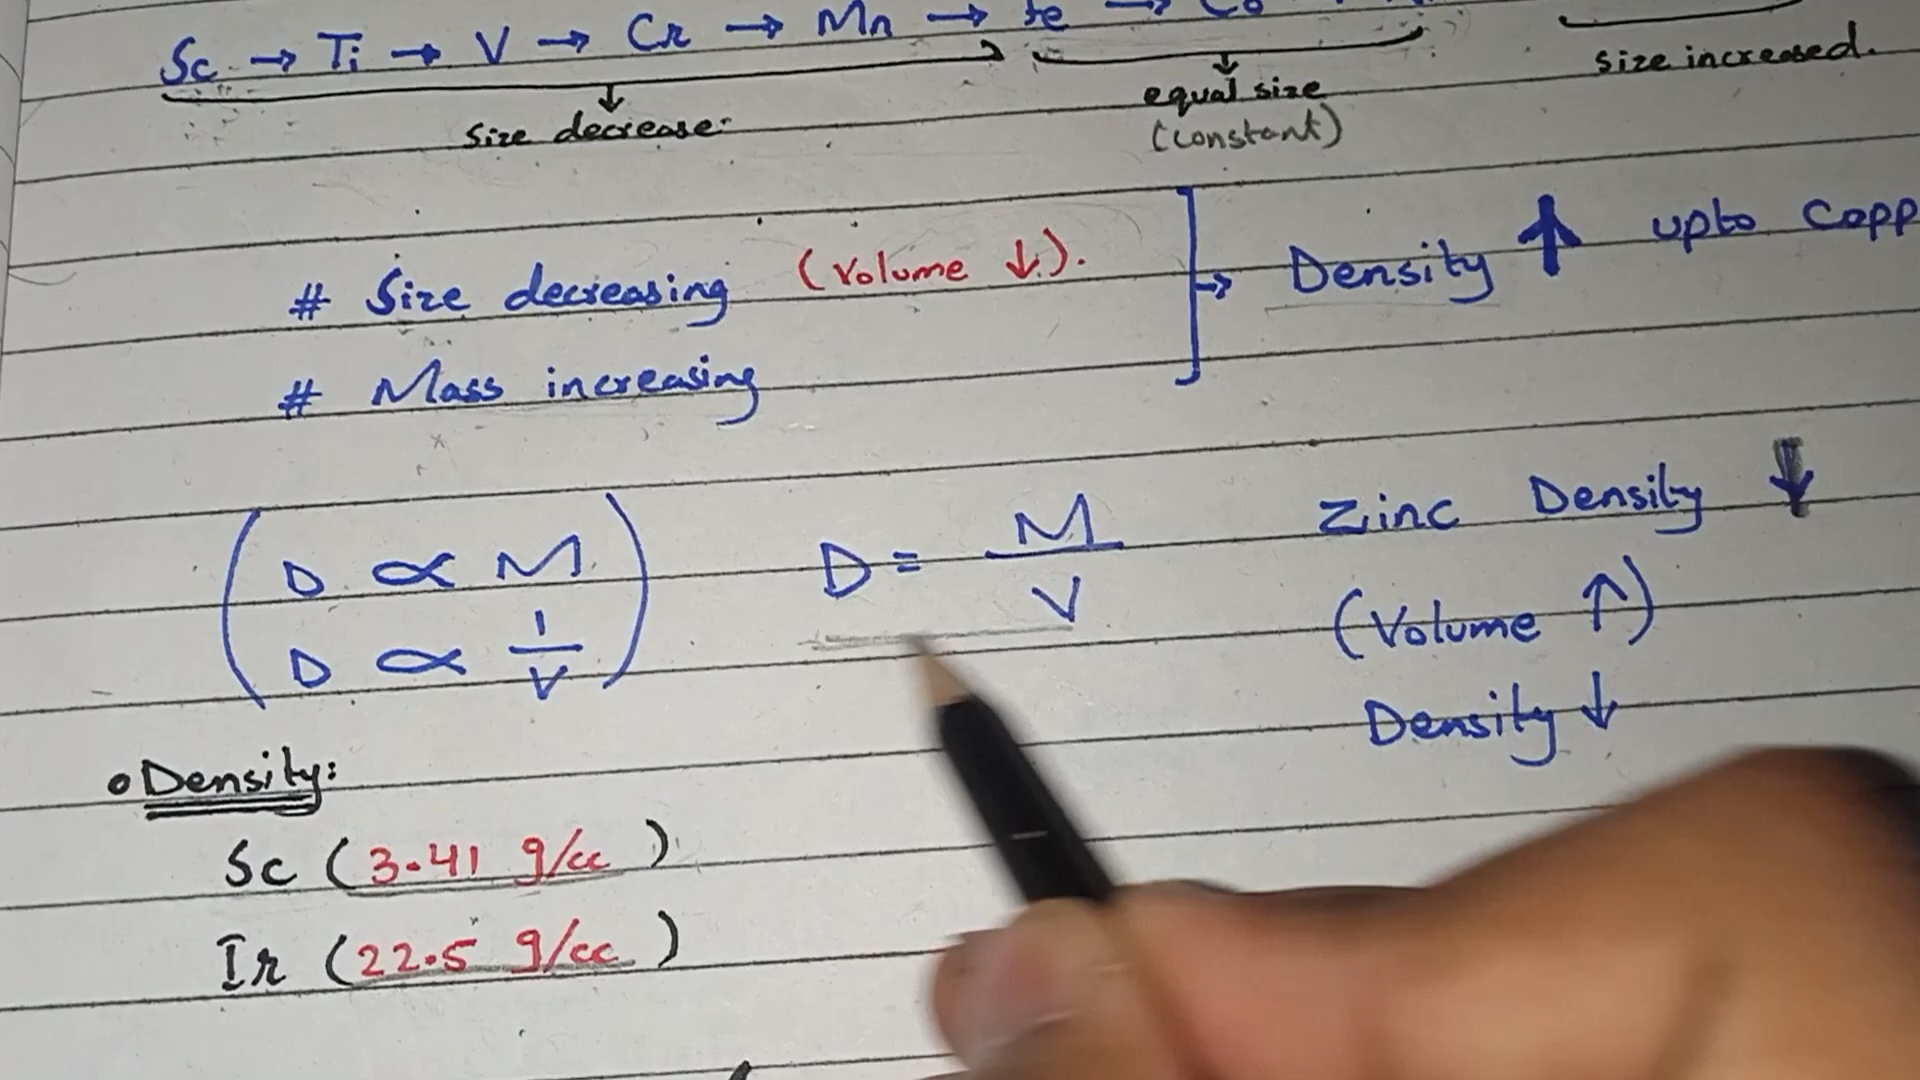 Sc → Ti → V → Cr → Mn → Fe → Co
size increased.
equal size
(constant)
Size decrease.
# Size decreasing (volume ↓).
→ Density ↑ upto Copp
# Mass increasing
D ∝ M
D ∝ 1/V
D = M/V
Zinc Density ↓
(Volume ↑)
Density ↓
• Density:
Sc (3.41 g/cc)
Ir (22.5 g/cc)